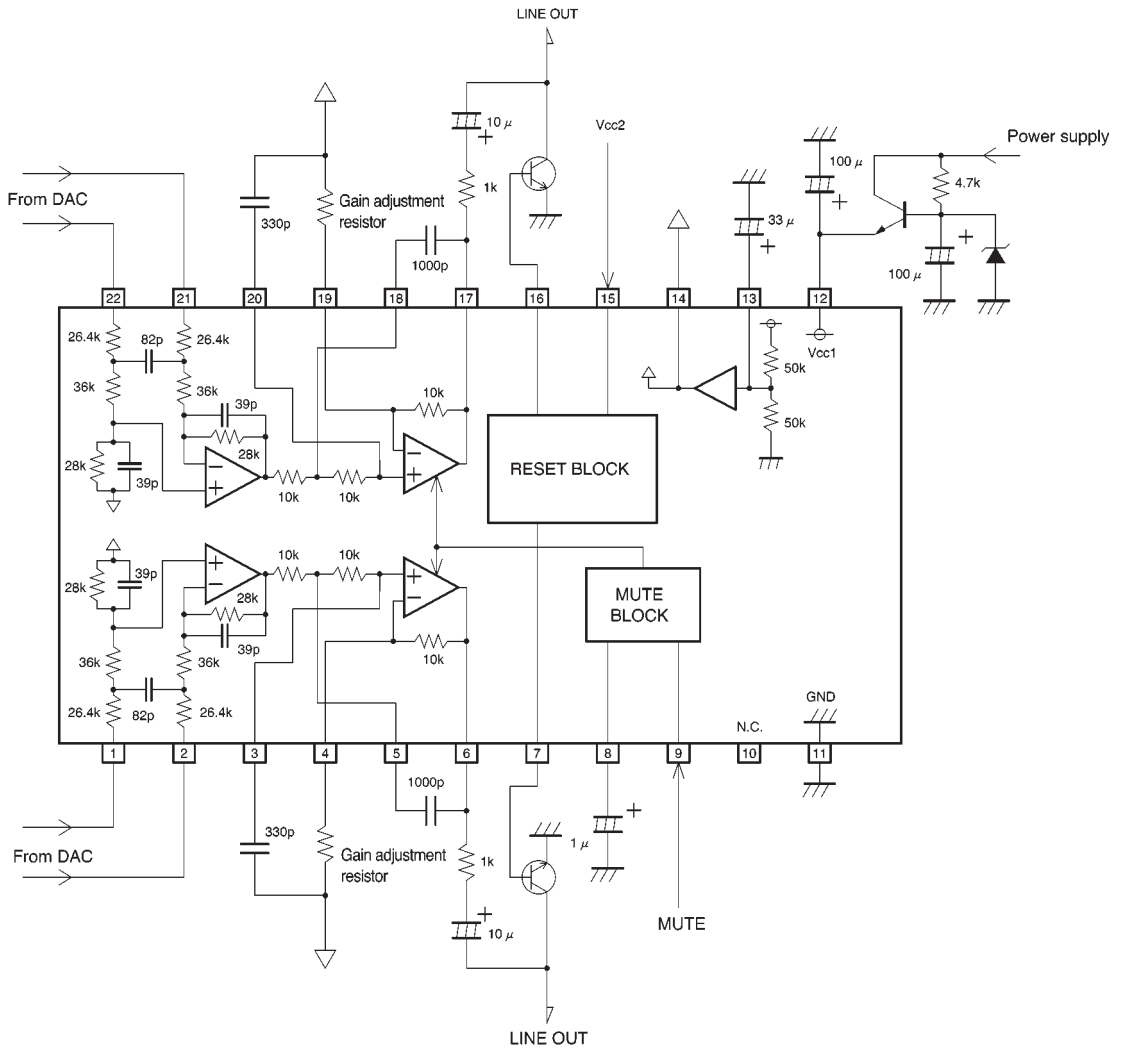 LINE OUT
10 µ
+
Vcc2
100 µ
+
Power supply
4.7k
From DAC
1k
Gain adjustment
resistor
330p
33 µ
+
+
100 µ
1000p
22
21
20
19
18
17
16
15
14
13
12
26.4k
82p
26.4k
Vcc1
50k
36k
36k
39p
10k
50k
28k
39p
28k
−
+
10k
10k
−
+
RESET BLOCK
28k
39p
+
−
10k
10k
+
−
MUTE
BLOCK
28k
39p
36k
36k
10k
26.4k
82p
26.4k
GND
N.C.
1
2
3
4
5
6
7
8
9
10
11
1000p
330p
+
1 µ
From DAC
Gain adjustment
resistor
1k
+
10 µ
MUTE
LINE OUT